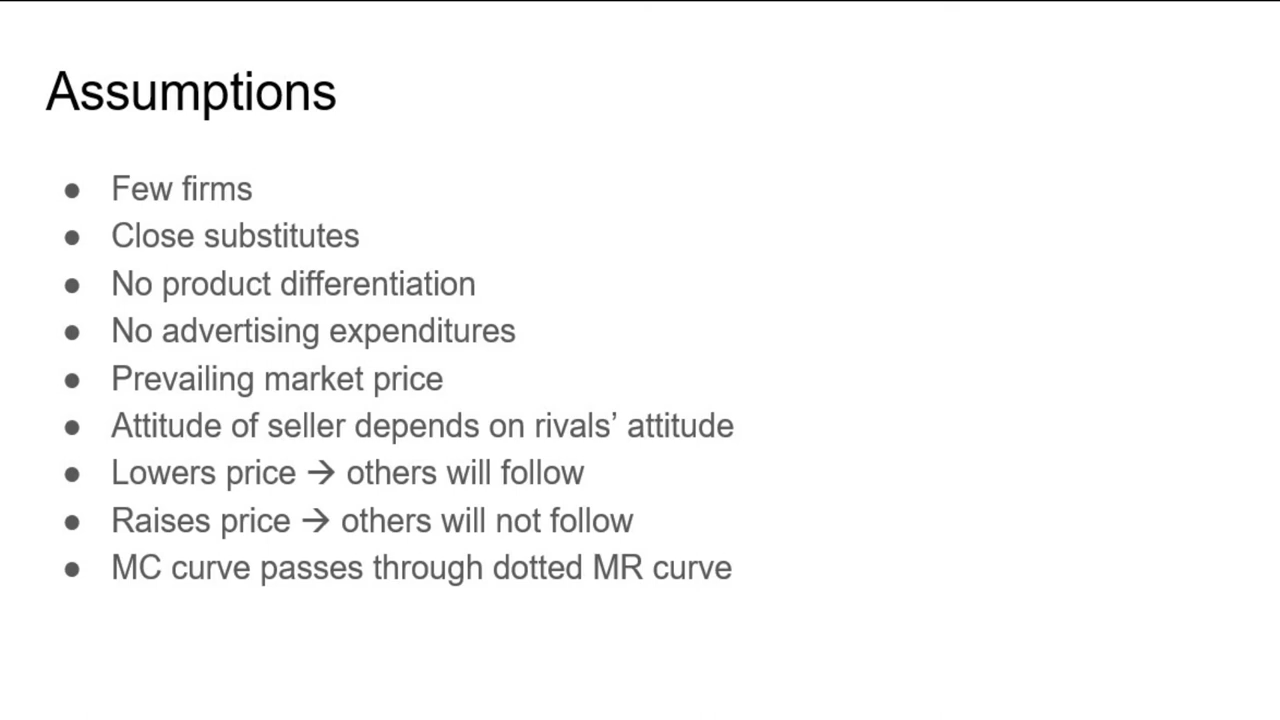 Assumptions
● Few firms
● Close substitutes
● No product differentiation
● No advertising expenditures
● Prevailing market price
● Attitude of seller depends on rivals’ attitude
● Lowers price → others will follow
● Raises price → others will not follow
● MC curve passes through dotted MR curve